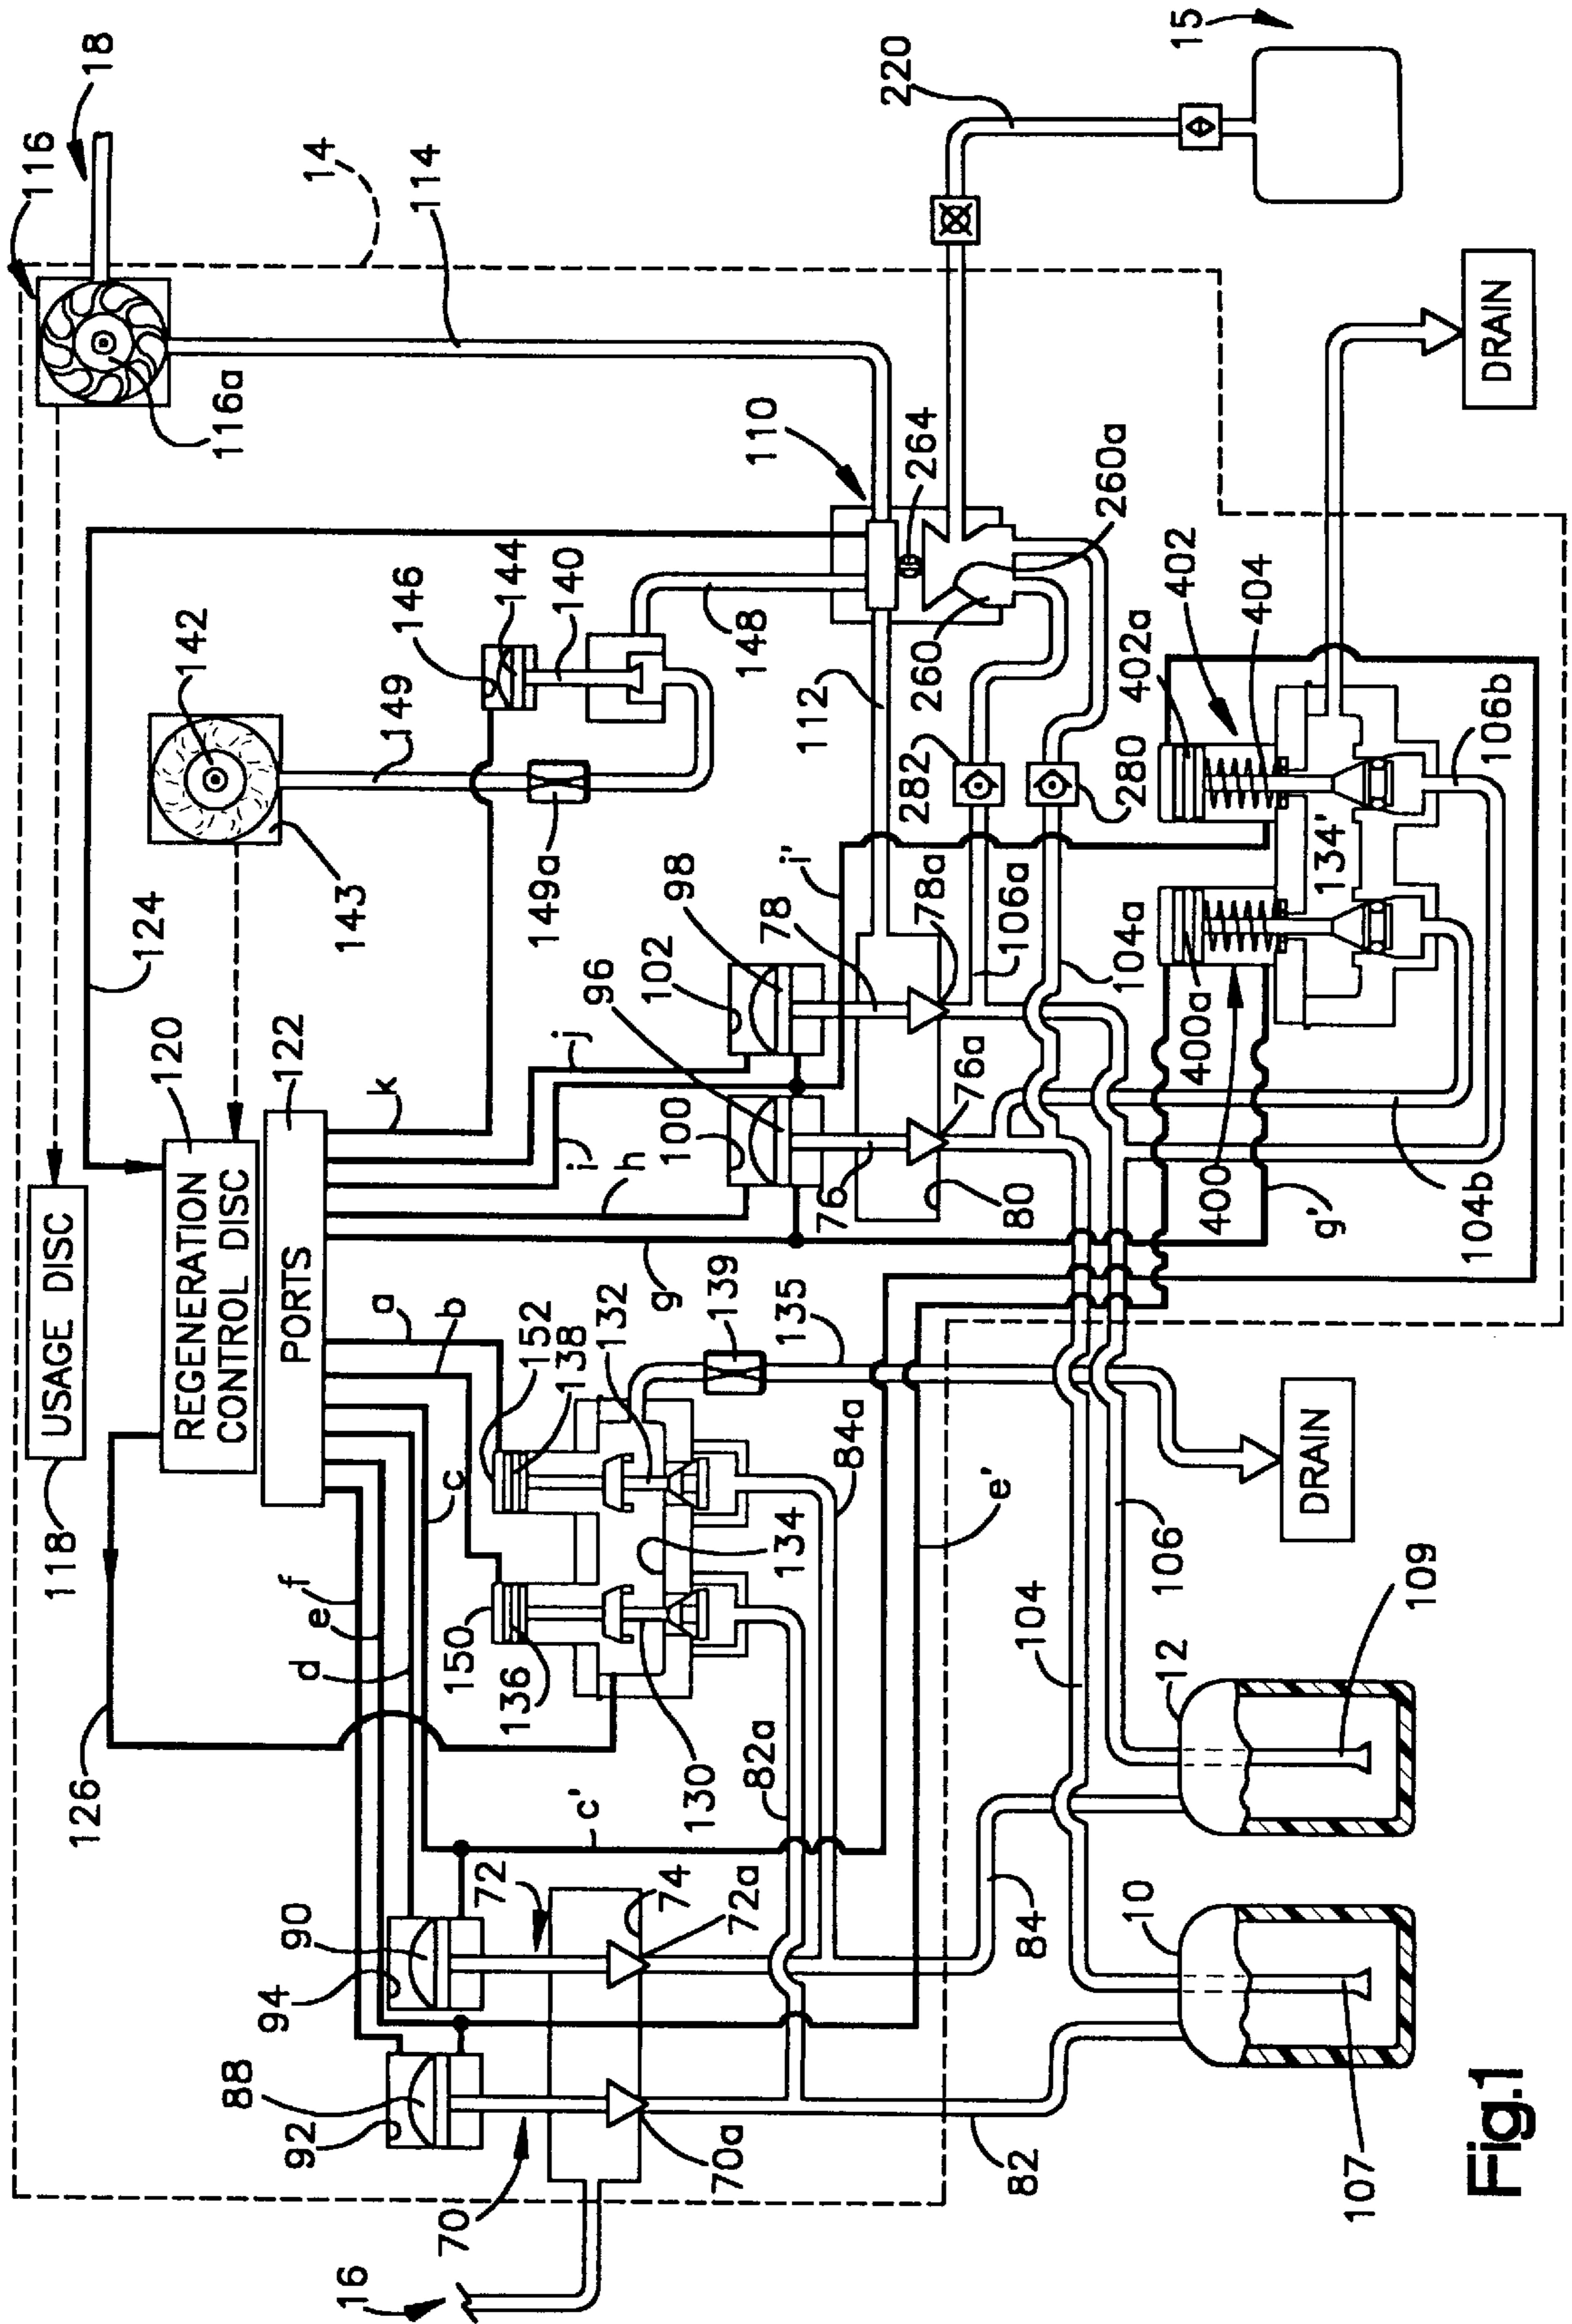 16
70
92
88
94
90
72
74
72a
70a
82
84
10
12
107
109
104
106
DRAIN
126
118
USAGE DISC
120
REGENERATION
CONTROL DISC
122
PORTS
124
f
e
d
c
b
a
g
h
i
j
k
c'
e'
g'
i'
150
136
152
138
132
130
134
82a
84a
139
135
100
96
102
98
76
76a
78
78a
80
106a
104a
104b
106b
112
282
280
143
142
149
149a
146
144
140
148
110
264
260
260a
400
400a
402
402a
404
134'
DRAIN
116
116a
18
14
114
220
15
Fig.1